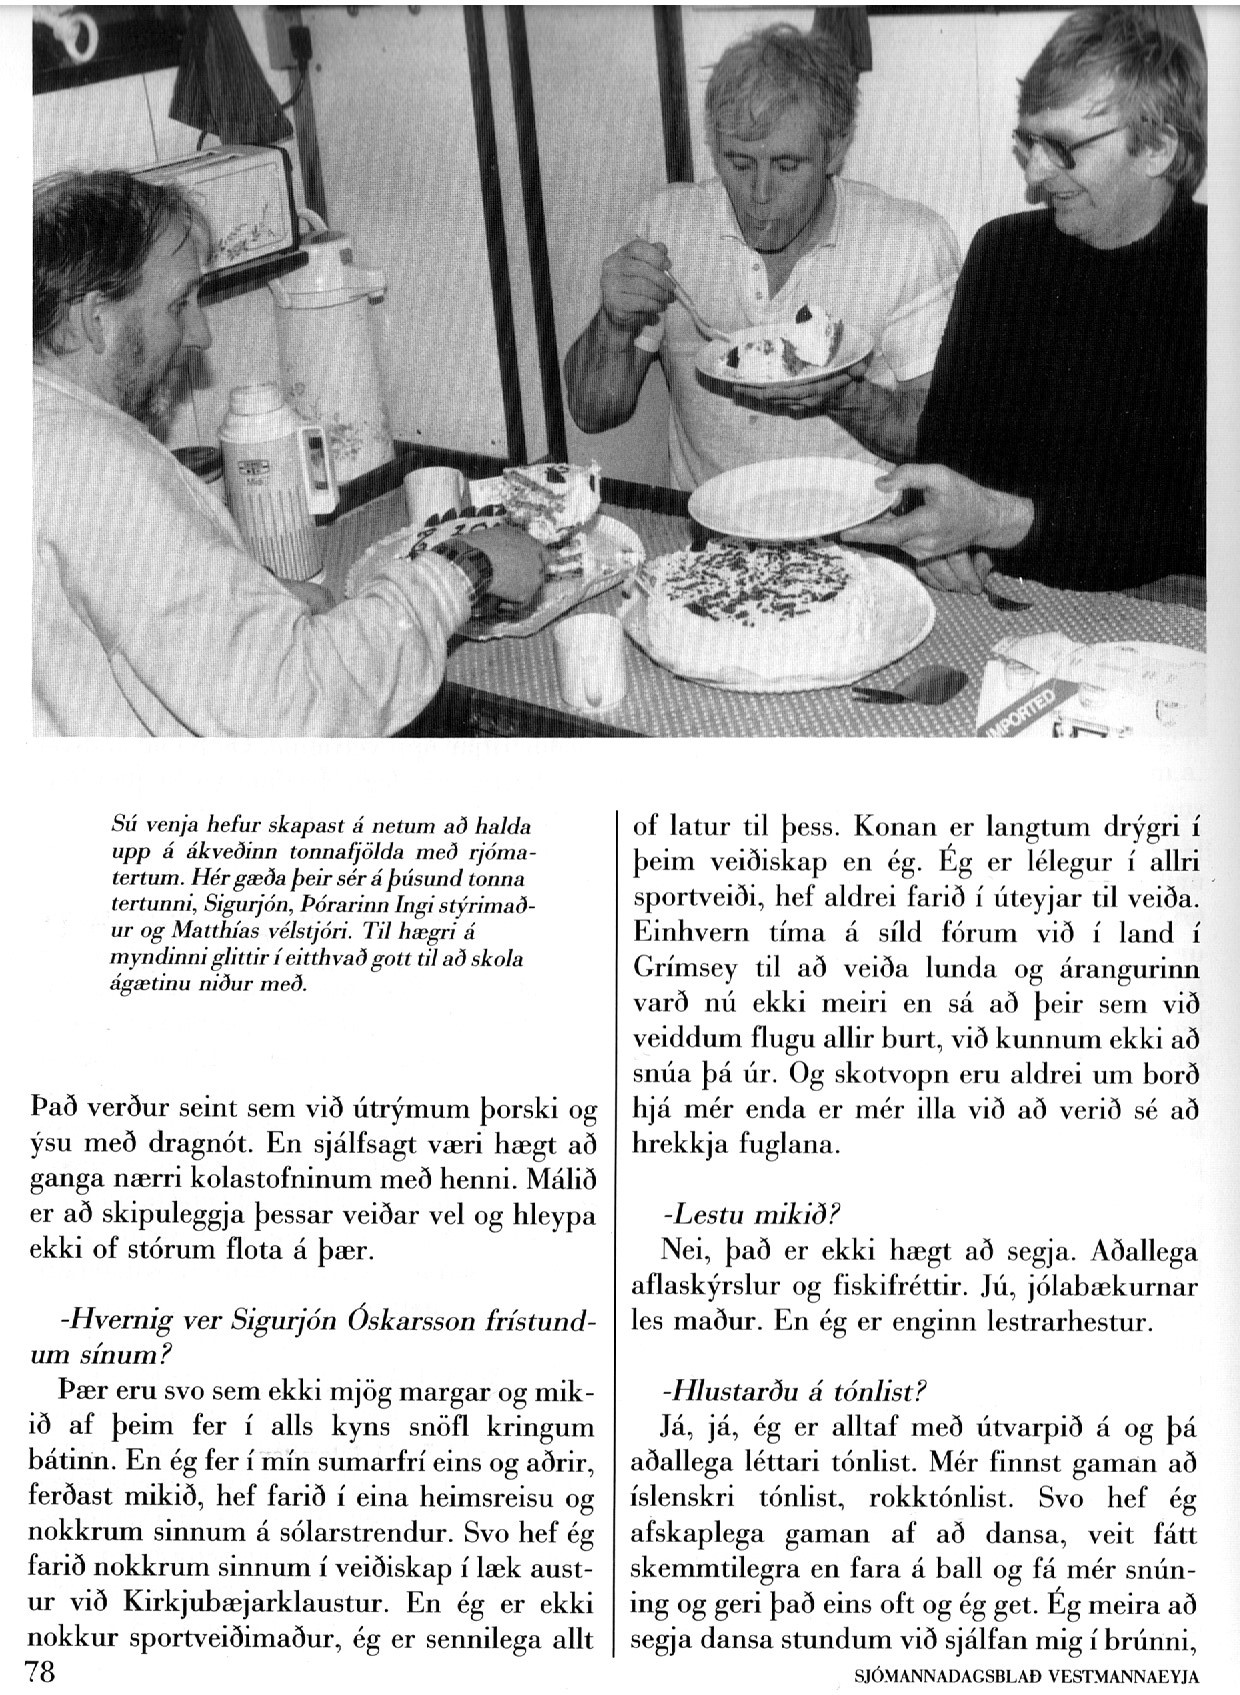 IMPORTED
Sú venja hefur skapast á netum að halda
upp á ákveðinn tonnafjölda með rjóma-
tertum. Hér gæða þeir sér á þúsund tonna
tertunni, Sigurjón, Þórarinn Ingi stýrimað-
ur og Matthías vélstjóri. Til hægri á
myndinni glittir í eitthvað gott til að skola
ágætinu niður með.
Það verður seint sem við útrýmum þorski og
ýsu með dragnót. En sjálfsagt væri hægt að
ganga nærri kolastofninum með henni. Málið
er að skipuleggja þessar veiðar vel og hleypa
ekki of stórum flota á þær.
-Hvernig ver Sigurjón Óskarsson frístund-
um sínum?
Þær eru svo sem ekki mjög margar og mik-
ið af þeim fer í alls kyns snöfl kringum
bátinn. En ég fer í mín sumarfrí eins og aðrir,
ferðast mikið, hef farið í eina heimsreisu og
nokkrum sinnum á sólarstrendur. Svo hef ég
farið nokkrum sinnum í veiðiskap í læk aust-
ur við Kirkjubæjarklaustur. En ég er ekki
nokkur sportveiðimaður, ég er sennilega allt
of latur til þess. Konan er langtum drýgri í
þeim veiðiskap en ég. Ég er lélegur í allri
sportveiði, hef aldrei farið í úteyjar til veiða.
Einhvern tíma á síld fórum við í land í
Grímsey til að veiða lunda og árangurinn
varð nú ekki meiri en sá að þeir sem við
veiddum flugu allir burt, við kunnum ekki að
snúa þá úr. Og skotvopn eru aldrei um borð
hjá mér enda er mér illa við að verið sé að
hrekkja fuglana.
-Lestu mikið?
Nei, það er ekki hægt að segja. Aðallega
aflaskýrslur og fiskifréttir. Jú, jólabækurnar
les maður. En ég er enginn lestrarhestur.
-Hlustarðu á tónlist?
Já, já, ég er alltaf með útvarpið á og þá
aðallega léttari tónlist. Mér finnst gaman að
íslenskri tónlist, rokktónlist. Svo hef ég
afskaplega gaman af að dansa, veit fátt
skemmtilegra en fara á ball og fá mér snún-
ing og geri það eins oft og ég get. Ég meira að
segja dansa stundum við sjálfan mig í brúnni,
78
SJÓMANNADAGSBLAÐ VESTMANNAEYJA